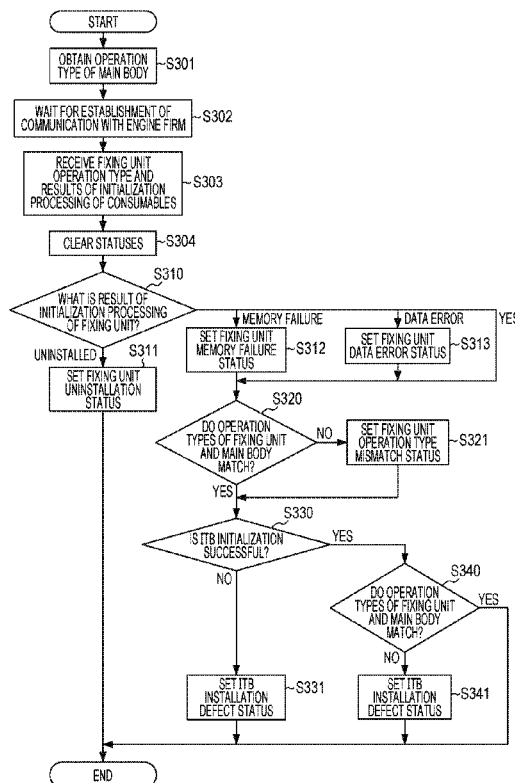 START
OBTAIN OPERATION
TYPE OF MAIN BODY
S301
WAIT FOR ESTABLISHMENT OF
COMMUNICATION WITH ENGINE FIRM
S302
RECEIVE FIXING UNIT
OPERATION TYPE AND
RESULTS OF INITIALIZATION
PROCESSING OF CONSUMABLES
S303
CLEAR STATUSES
S304
S310
WHAT IS RESULT OF
INITIALIZATION PROCESSING
OF FIXING UNIT?
MEMORY FAILURE
DATA ERROR
YES
UNINSTALLED
S311
SET FIXING UNIT
UNINSTALLATION
STATUS
SET FIXING UNIT
MEMORY FAILURE
STATUS
S312
SET FIXING UNIT
DATA ERROR STATUS
S313
S320
DO OPERATION
TYPES OF FIXING UNIT
AND MAIN BODY
MATCH?
NO
SET FIXING UNIT
OPERATION TYPE
MISMATCH STATUS
S321
YES
S330
IS ITB INITIALIZATION
SUCCESSFUL?
YES
NO
S340
DO OPERATION
TYPES OF FIXING UNIT
AND MAIN BODY
MATCH?
YES
NO
SET ITB
INSTALLATION
DEFECT STATUS
S331
SET ITB
INSTALLATION
DEFECT STATUS
S341
END